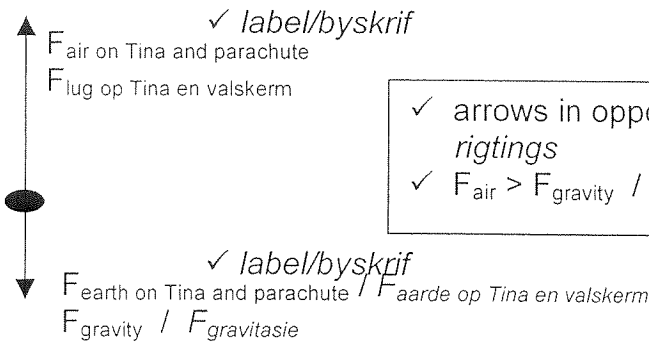 ✓ label/byskrif
F air on Tina and parachute
F lug op Tina en valskerm
✓ arrows in oppo
rigtings
✓ F air > F gravity /
✓ label/byskrif
F earth on Tina and parachute / F aarde op Tina en valskerm
F gravity / F gravitasie